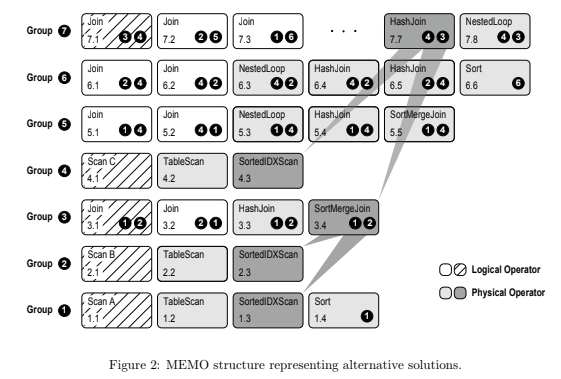 Group 7 Join 7.1 3 4 Join 7.2 2 5 Join 7.3 1 6 . . . HashJoin 7.7 4 3 NestedLoop 7.8 4 3
Group 6 Join 6.1 2 4 Join 6.2 4 2 NestedLoop 6.3 4 2 HashJoin 6.4 4 2 HashJoin 6.5 2 4 Sort 6.6 6
Group 5 Join 5.1 1 4 Join 5.2 4 1 NestedLoop 5.3 1 4 HashJoin 5.4 1 4 SortMergeJoin 5.5 1 4
Group 4 Scan C 4.1 TableScan 4.2 SortedIDXScan 4.3
Group 3 Join 3.1 1 2 Join 3.2 2 1 HashJoin 3.3 1 2 SortMergeJoin 3.4 1 2
Group 2 Scan B 2.1 TableScan 2.2 SortedIDXScan 2.3
Logical Operator
Physical Operator
Group 1 Scan A 1.1 TableScan 1.2 SortedIDXScan 1.3 Sort 1.4 1
Figure 2: MEMO structure representing alternative solutions.